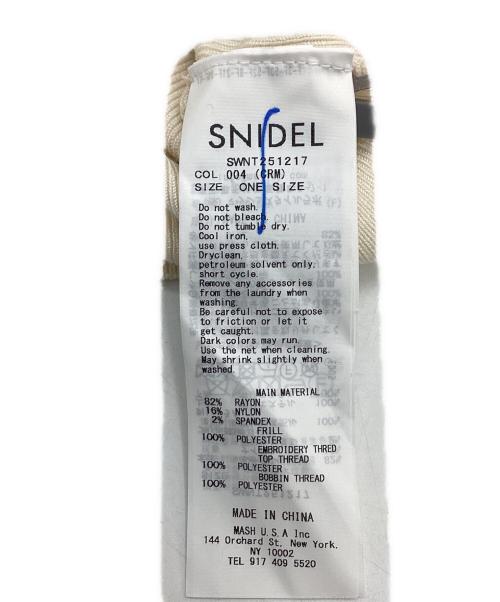 SNIDEL
SWNT251217
COL 004 (CRM)
SIZE ONE SIZE
Do not wash.
Do not bleach.
Do not tumble dry.
Cool iron,
use press cloth.
Dryclean,
petroleum solvent only,
short cycle.
Remove any accessories
from the laundry when
washing.
Be careful not to expose
to friction or let it
get caught.
Dark colors may run.
Use the net when cleaning.
May shrink slightly when
washed.
MAIN MATERIAL
82% RAYON
16% NYLON
2% SPANDEX
FRILL
100% POLYESTER
EMBROIDERY THRED
TOP THREAD
100% POLYESTER
BOBBIN THREAD
100% POLYESTER
MADE IN CHINA
MASH U.S.A Inc
144 Orchard St, New York,
NY 10002
TEL 917 409 5520